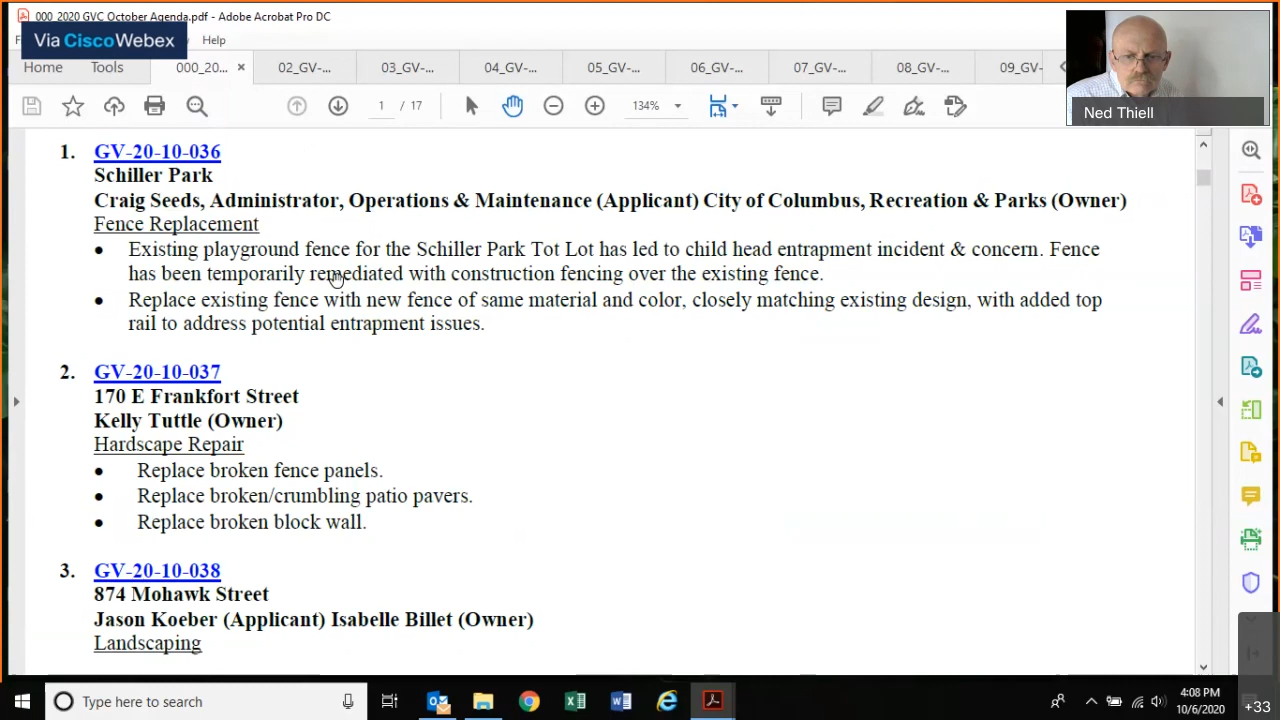 000_2020 GVC October Agenda.pdf - Adobe Acrobat Pro DC
Via CiscoWebex
Help
Home Tools 000_20... × 02_GV-... 03_GV-... 04_GV-... 05_GV-... 06_GV-... 07_GV-... 08_GV-... 09_GV-
1 / 17 134%
Ned Thiell
1. GV-20-10-036
Schiller Park
Craig Seeds, Administrator, Operations & Maintenance (Applicant) City of Columbus, Recreation & Parks (Owner)
Fence Replacement
• Existing playground fence for the Schiller Park Tot Lot has led to child head entrapment incident & concern. Fence
has been temporarily remediated with construction fencing over the existing fence.
• Replace existing fence with new fence of same material and color, closely matching existing design, with added top
rail to address potential entrapment issues.
2. GV-20-10-037
170 E Frankfort Street
Kelly Tuttle (Owner)
Hardscape Repair
• Replace broken fence panels.
• Replace broken/crumbling patio pavers.
• Replace broken block wall.
3. GV-20-10-038
874 Mohawk Street
Jason Koeber (Applicant) Isabelle Billet (Owner)
Landscaping
Type here to search
4:08 PM
10/6/2020
+33